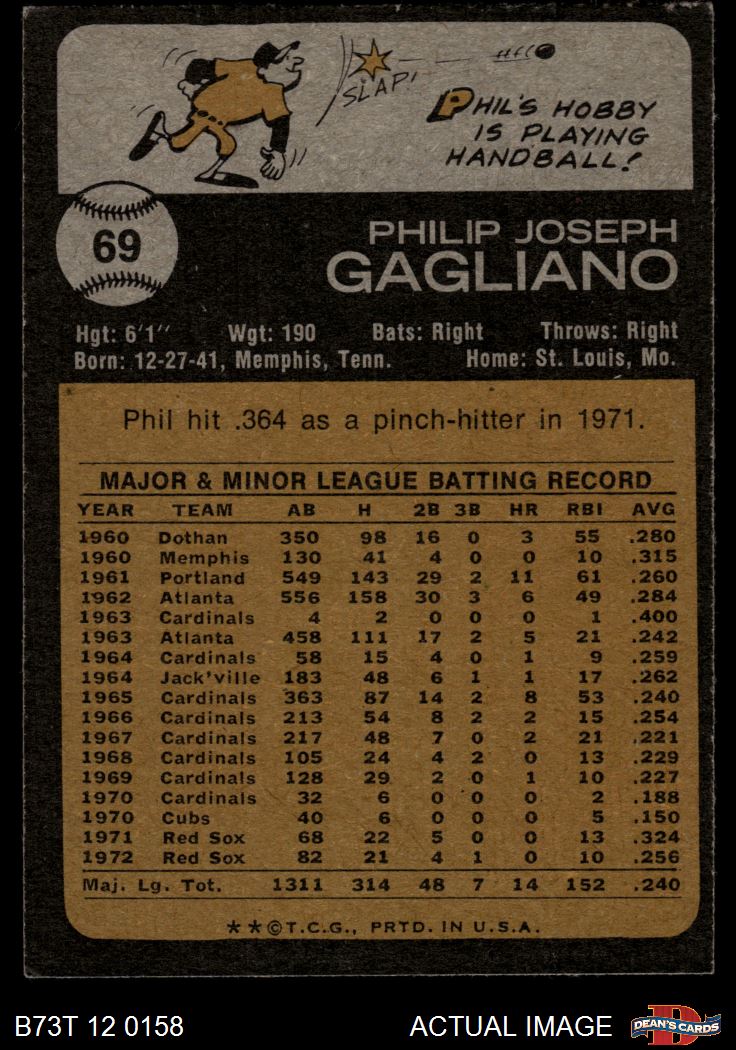 SLAP!
PHIL'S HOBBY
IS PLAYING
HANDBALL!
69
PHILIP JOSEPH
GAGLIANO
Hgt: 6'1" Wgt: 190 Bats: Right Throws: Right
Born: 12-27-41, Memphis, Tenn. Home: St. Louis, Mo.
Phil hit .364 as a pinch-hitter in 1971.
MAJOR & MINOR LEAGUE BATTING RECORD
YEAR TEAM AB H 2B 3B HR RBI AVG
1960 Dothan 350 98 16 0 3 55 .280
1960 Memphis 130 41 4 0 0 10 .315
1961 Portland 549 143 29 2 11 61 .260
1962 Atlanta 556 158 30 3 6 49 .284
1963 Cardinals 4 2 0 0 0 1 .400
1963 Atlanta 458 111 17 2 5 21 .242
1964 Cardinals 58 15 4 0 1 9 .259
1964 Jack'ville 183 48 6 1 1 17 .262
1965 Cardinals 363 87 14 2 8 53 .240
1966 Cardinals 213 54 8 2 2 15 .254
1967 Cardinals 217 48 7 0 2 21 .221
1968 Cardinals 105 24 4 2 0 13 .229
1969 Cardinals 128 29 2 0 1 10 .227
1970 Cardinals 32 6 0 0 0 2 .188
1970 Cubs 40 6 0 0 0 5 .150
1971 Red Sox 68 22 5 0 0 13 .324
1972 Red Sox 82 21 4 1 0 10 .256
Maj. Lg. Tot. 1311 314 48 7 14 152 .240
**©T.C.G., PRTD. IN U.S.A.
B73T 12 0158 ACTUAL IMAGE D DEAN'S CARDS